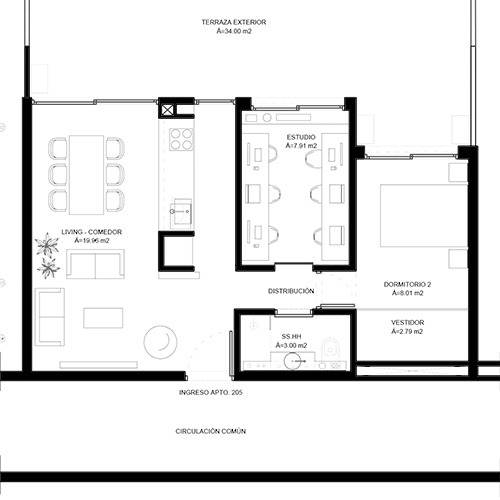 TERRAZA EXTERIOR
Á=34.00 m2
ESTUDIO
Á=7.91 m2
LIVING - COMEDOR
Á=19.96 m2
DORMITORIO 2
Á=8.01 m2
DISTRIBUCIÓN
VESTIDOR
Á=2.79 m2
SS.HH
Á=3.00 m2
INGRESO APTO. 205
CIRCULACIÓN COMÚN